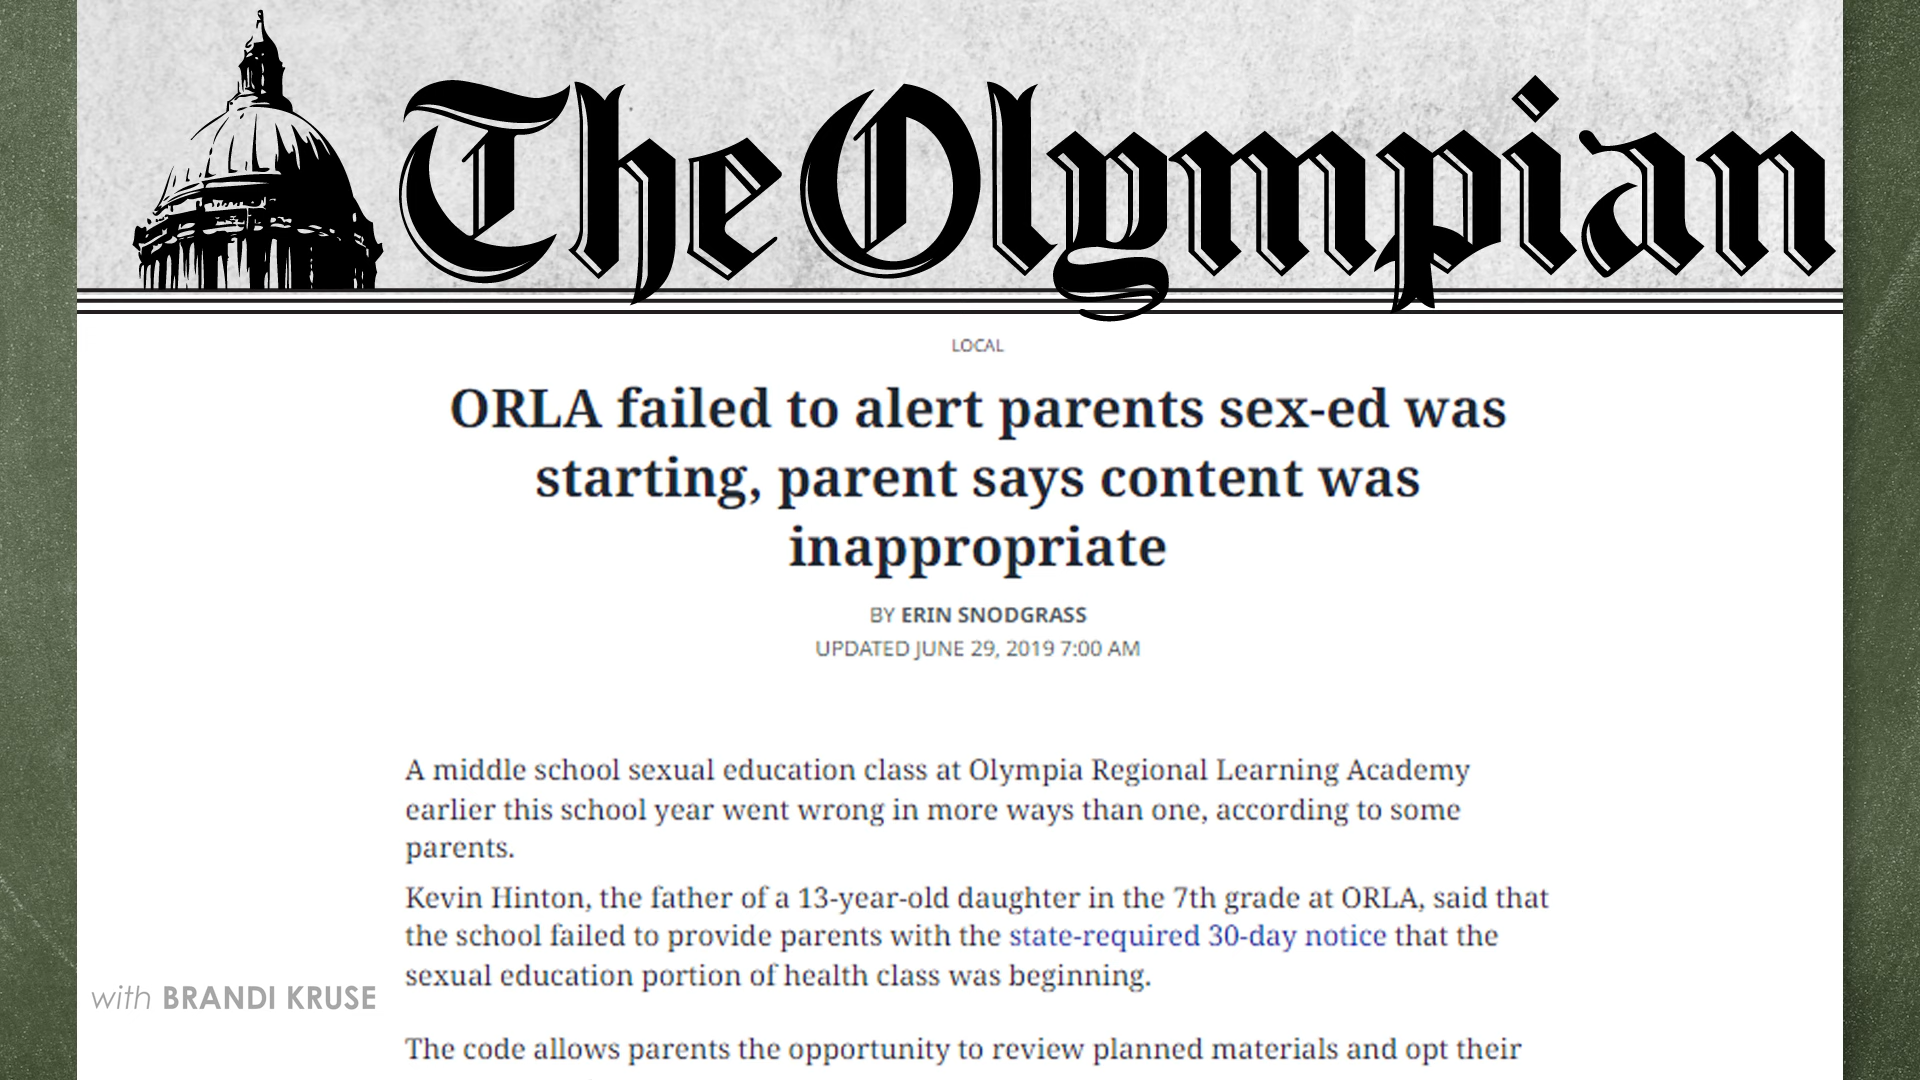 The Olympian
LOCAL
ORLA failed to alert parents sex-ed was
starting, parent says content was
inappropriate
BY ERIN SNODGRASS
UPDATED JUNE 29, 2019 7:00 AM
A middle school sexual education class at Olympia Regional Learning Academy
earlier this school year went wrong in more ways than one, according to some
parents.
Kevin Hinton, the father of a 13-year-old daughter in the 7th grade at ORLA, said that
the school failed to provide parents with the state-required 30-day notice that the
sexual education portion of health class was beginning.
with BRANDI KRUSE
The code allows parents the opportunity to review planned materials and opt their